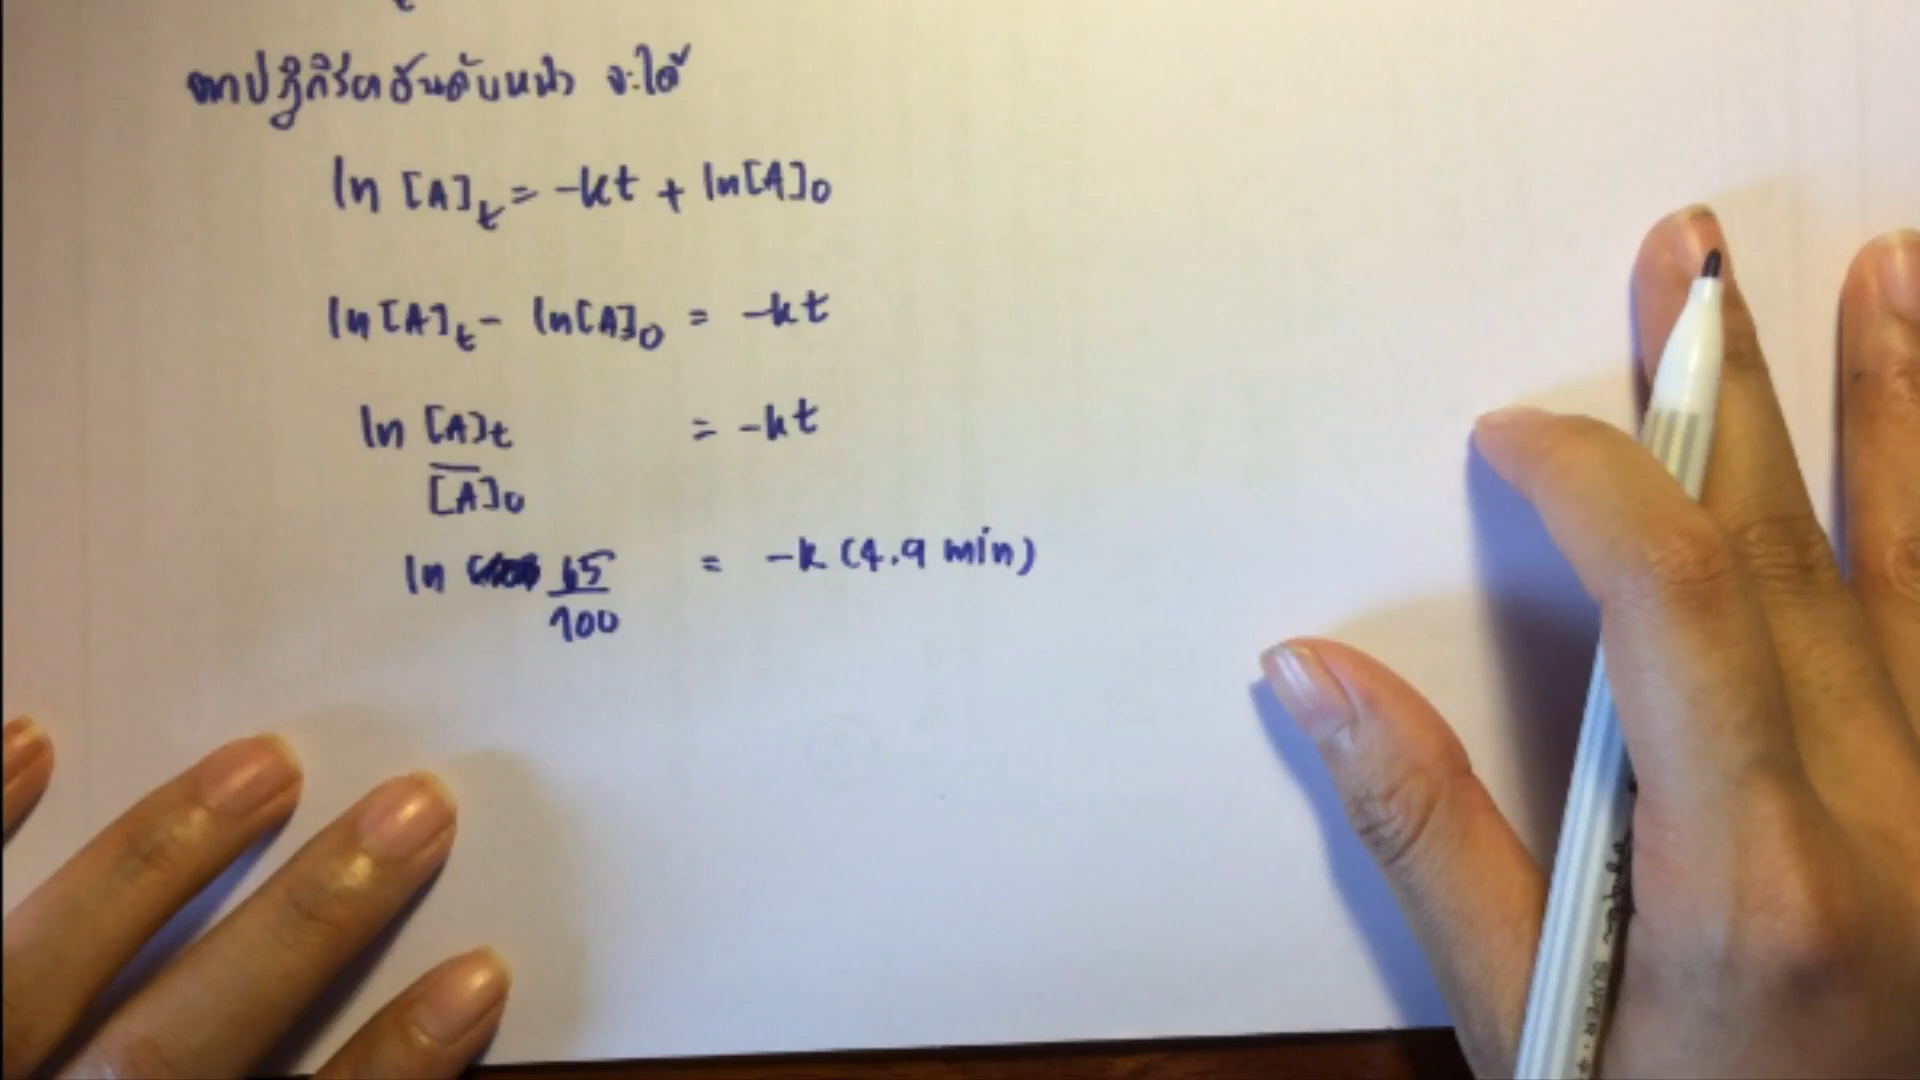 จากปฏิกิริยาอันดับหนึ่ง จะได้
ln [A]t = -kt + ln[A]0
ln[A]t - ln[A]0 = -kt
ln [A]t = -kt
[A]0
ln 65 = -k (4.9 min)
100
SUPER